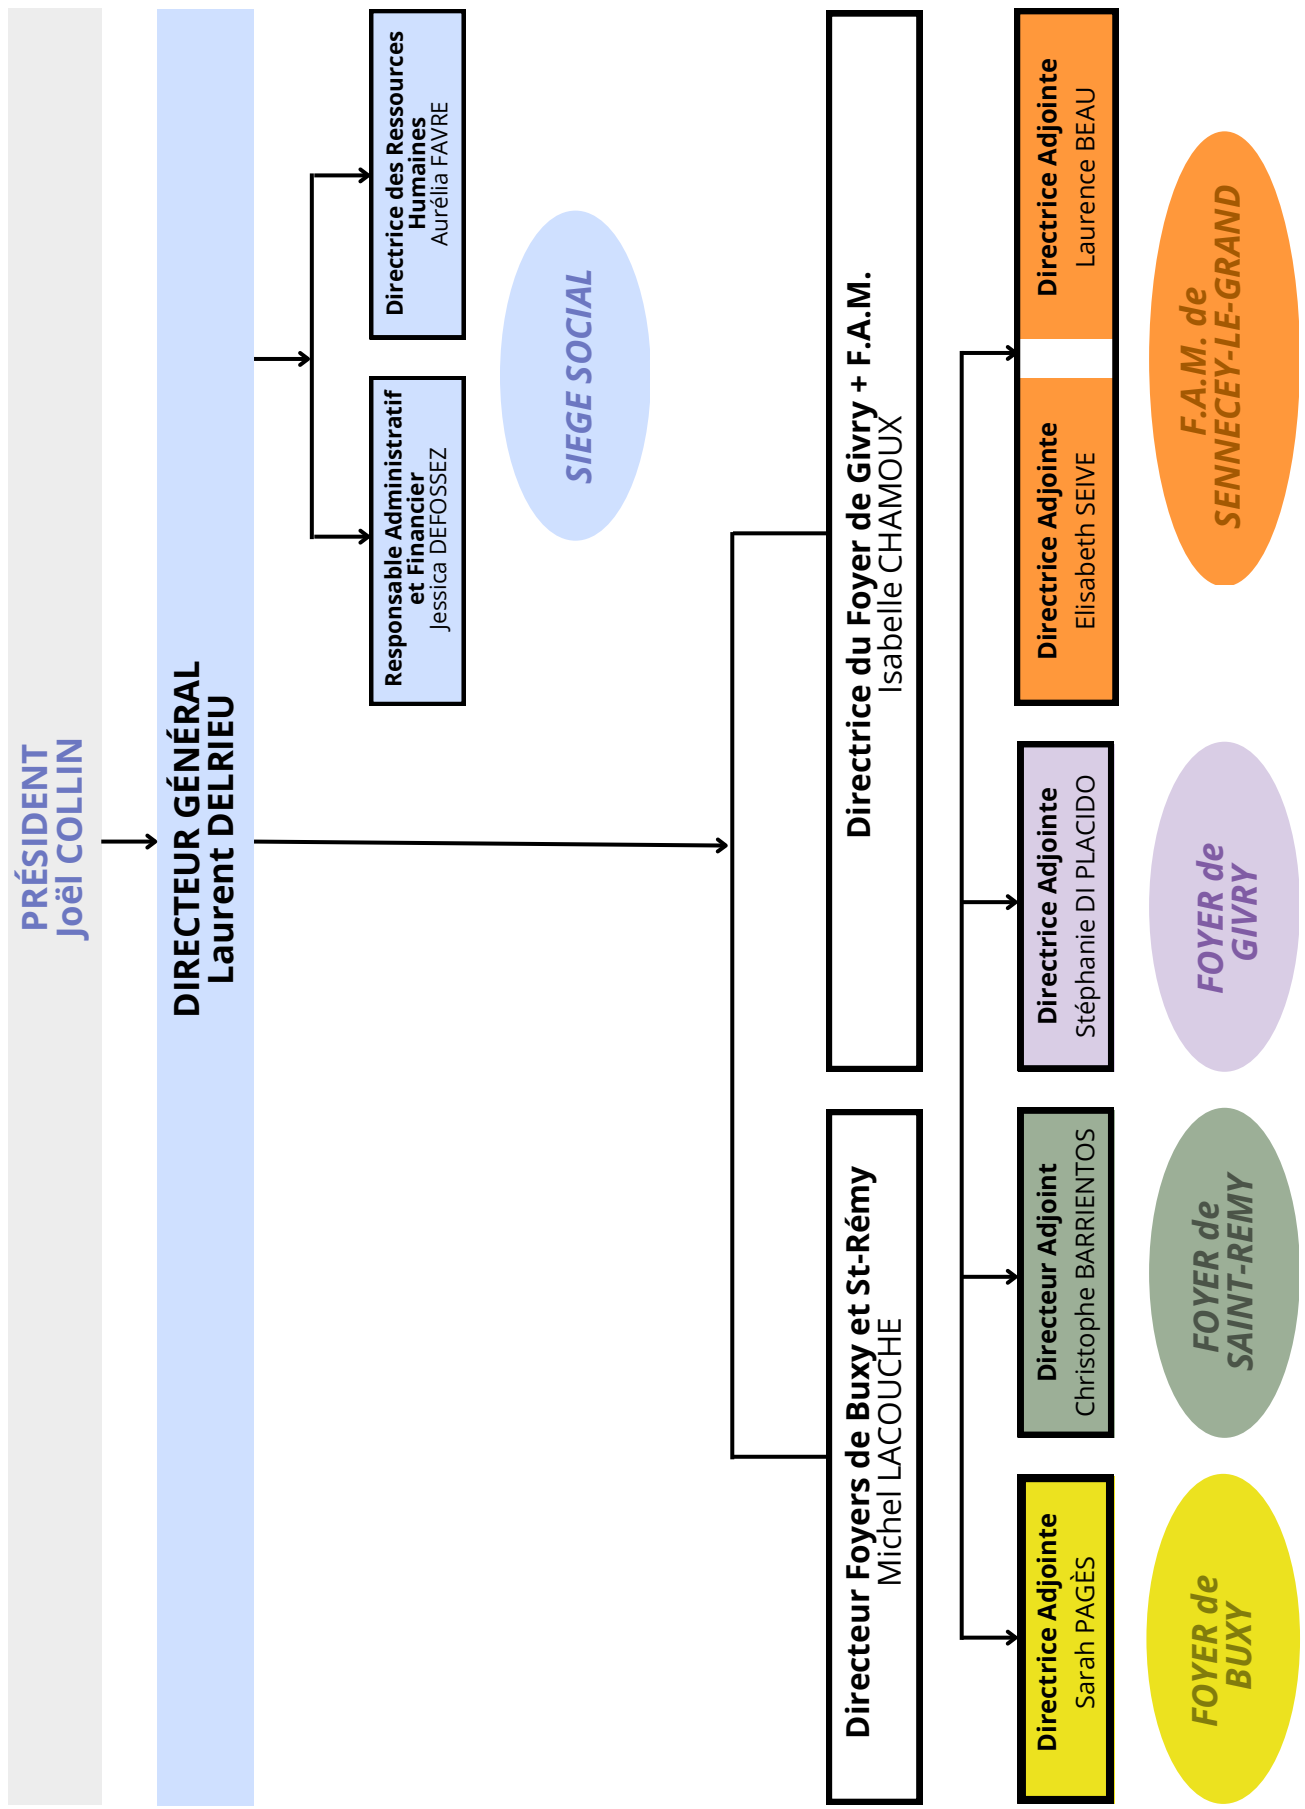 PRÉSIDENT
Joël COLLIN
DIRECTEUR GÉNÉRAL
Laurent DELRIEU
Responsable Administratif
et Financier
Jessica DEFOSSEZ
Directrice des Ressources
Humaines
Aurélia FAVRE
SIEGE SOCIAL
Directeur Foyers de Buxy et St-Rémy
Michel LACOUCHE
Directrice du Foyer de Givry + F.A.M.
Isabelle CHAMOUX
Directrice Adjointe
Sarah PAGÈS
Directeur Adjoint
Christophe BARRIENTOS
Directrice Adjointe
Stéphanie DI PLACIDO
Directrice Adjointe
Elisabeth SEIVE
Directrice Adjointe
Laurence BEAU
FOYER de
BUXY
FOYER de
SAINT-REMY
FOYER de
GIVRY
F.A.M. de
SENNECEY-LE-GRAND